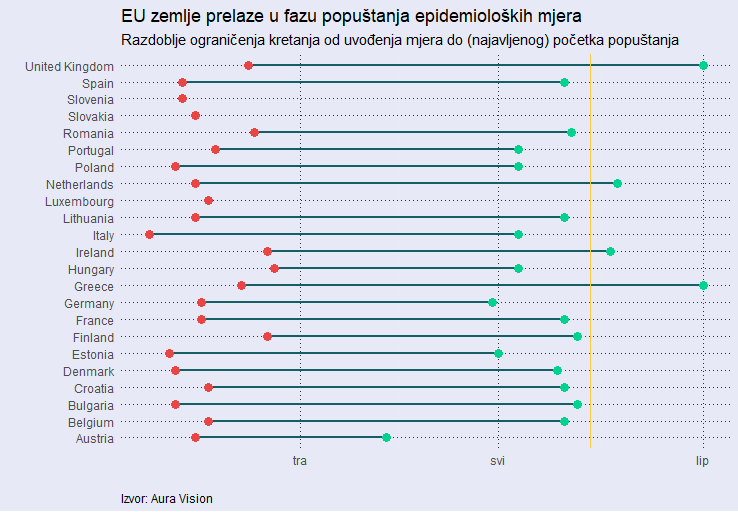 EU zemlje prelaze u fazu popuštanja epidemioloških mjera
Razdoblje ograničenja kretanja od uvođenja mjera do (najavljenog) početka popuštanja
United Kingdom
Spain
Slovenia
Slovakia
Romania
Portugal
Poland
Netherlands
Luxembourg
Lithuania
Italy
Ireland
Hungary
Greece
Germany
France
Finland
Estonia
Denmark
Croatia
Bulgaria
Belgium
Austria
tra svi lip
Izvor: Aura Vision